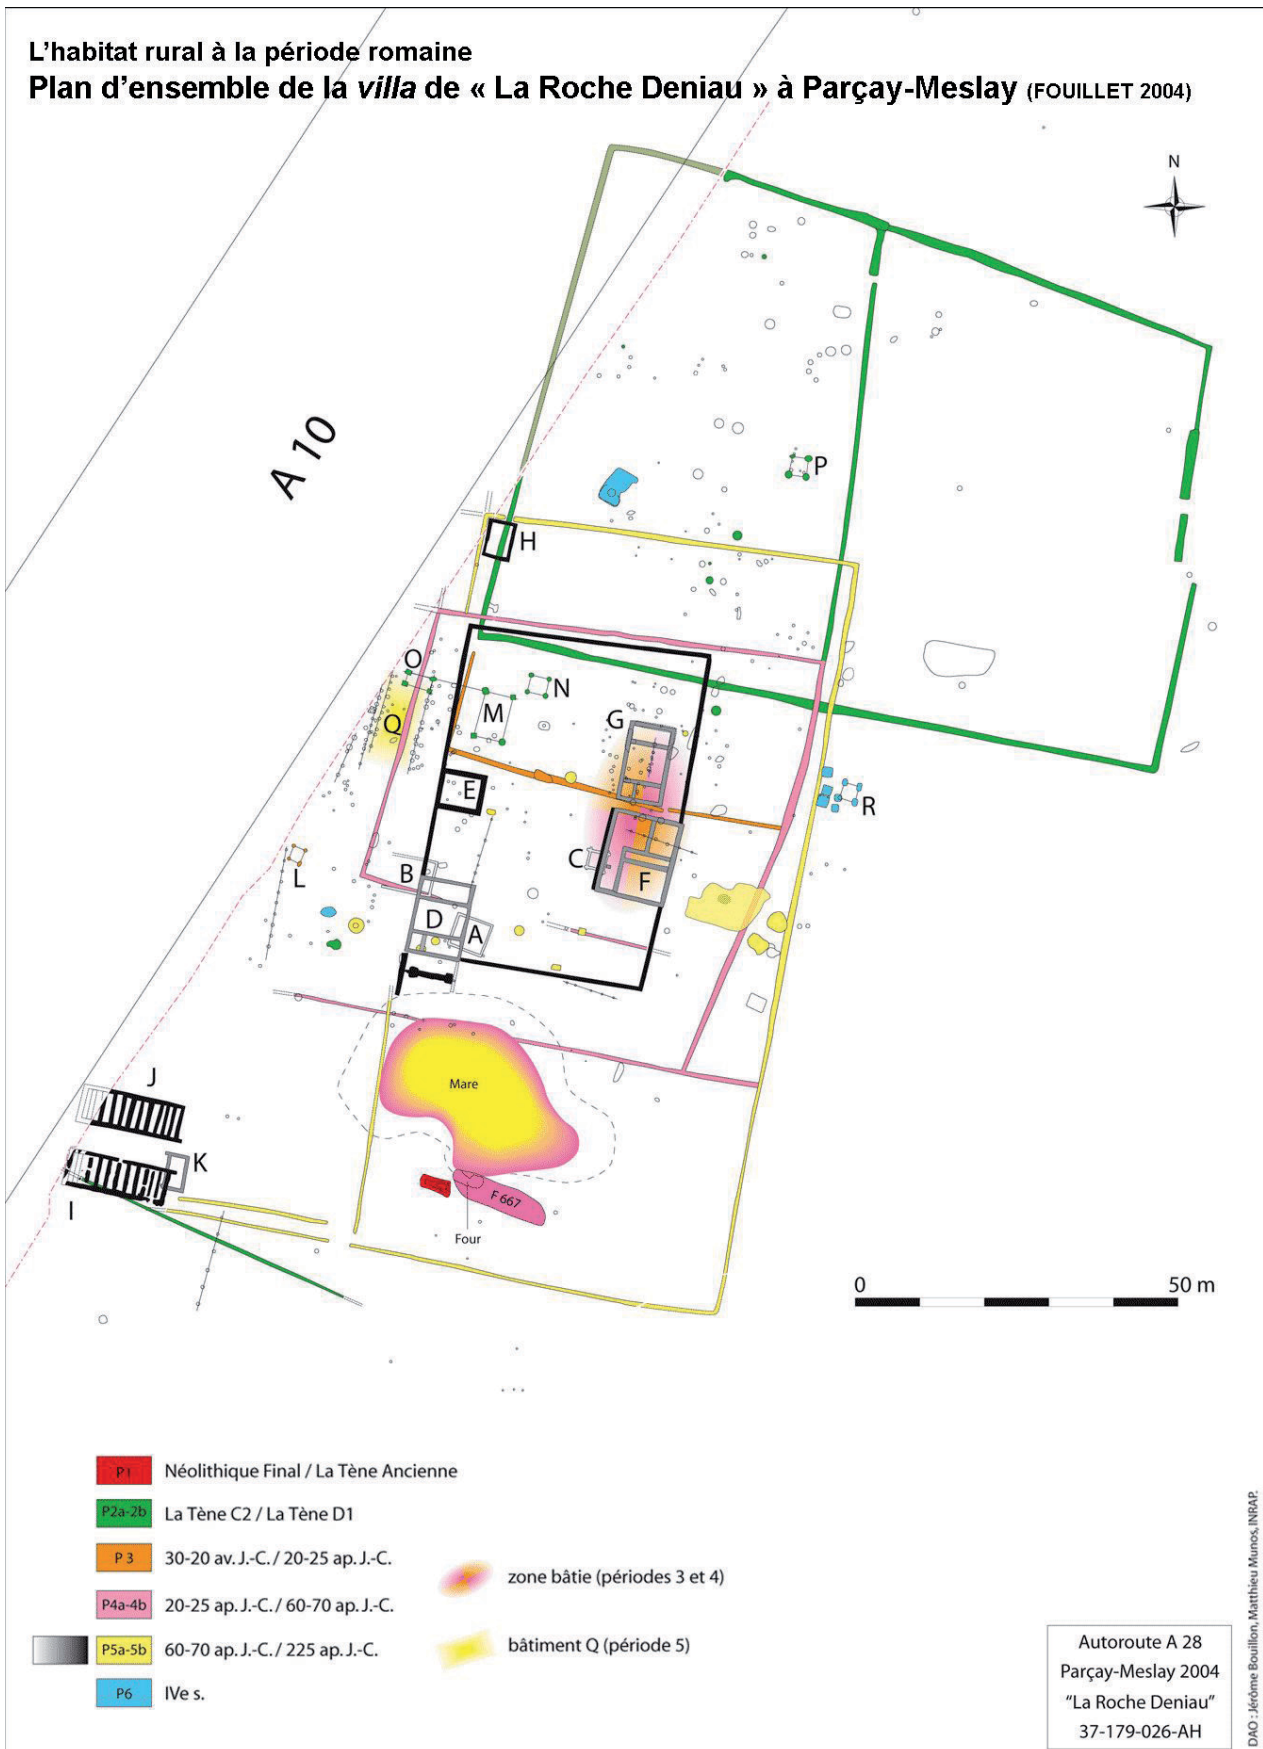 L'habitat rural à la période romaine
Plan d'ensemble de la villa de « La Roche Deniau » à Parçay-Meslay (FOUILLET 2004)
N
A 10
P
H
O
N
M
Q
G
E
R
L
B
C
F
D
A
Mare
J
K
I
F 667
Four
0 50 m
P1 Néolithique Final / La Tène Ancienne
P2a-2b La Tène C2 / La Tène D1
P 3 30-20 av. J.-C. / 20-25 ap. J.-C.
zone bâtie (périodes 3 et 4)
P4a-4b 20-25 ap. J.-C. / 60-70 ap. J.-C.
P5a-5b 60-70 ap. J.-C. / 225 ap. J.-C.
bâtiment Q (période 5)
P6 IVe s.
Autoroute A 28
Parçay-Meslay 2004
"La Roche Deniau"
37-179-026-AH
DAO : Jérôme Bouillon, Matthieu Munos, INRAP.